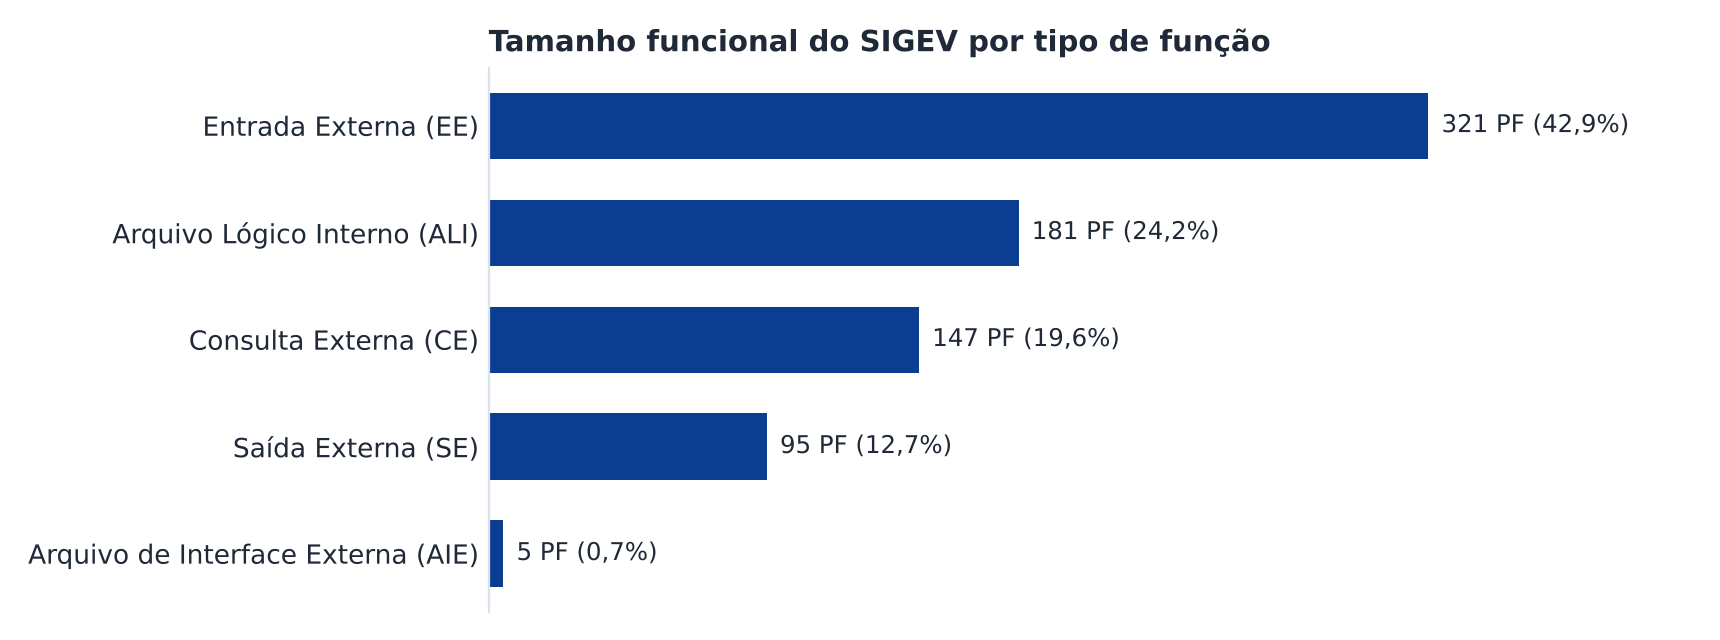 Tamanho funcional do SIGEV por tipo de função
Entrada Externa (EE) 321 PF (42,9%)
Arquivo Lógico Interno (ALI) 181 PF (24,2%)
Consulta Externa (CE) 147 PF (19,6%)
Saída Externa (SE) 95 PF (12,7%)
Arquivo de Interface Externa (AIE) 5 PF (0,7%)